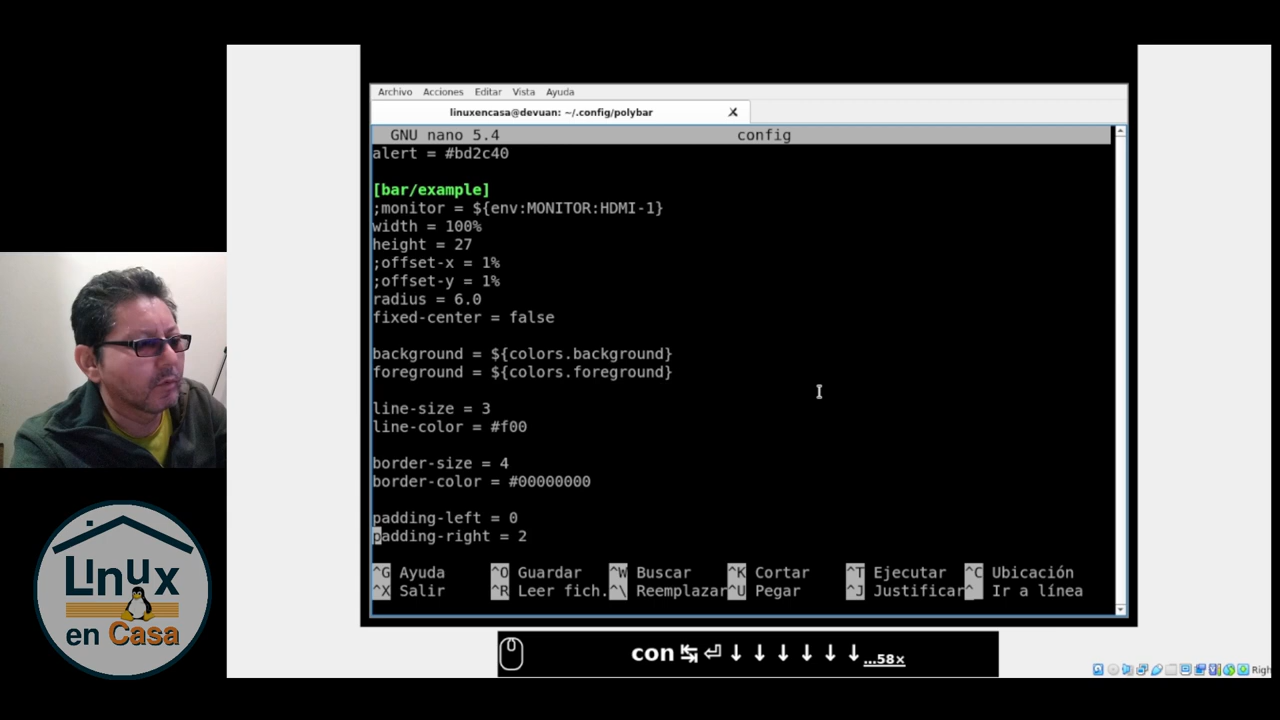 Archivo Acciones Editar Vista Ayuda
linuxencasa@devuan: ~/.config/polybar
GNU nano 5.4 config
alert = #bd2c40
[bar/example]
;monitor = ${env:MONITOR:HDMI-1}
width = 100%
height = 27
;offset-x = 1%
;offset-y = 1%
radius = 6.0
fixed-center = false
background = ${colors.background}
foreground = ${colors.foreground}
line-size = 3
line-color = #f00
border-size = 4
border-color = #00000000
padding-left = 0
padding-right = 2
^G Ayuda ^O Guardar ^W Buscar ^K Cortar ^T Ejecutar ^C Ubicación
^X Salir ^R Leer fich. ^\ Reemplazar ^U Pegar ^J Justificar ^_ Ir a línea
Linux
en Casa
con ↹ ⏎ ↓ ↓ ↓ ↓ ↓ ↓ ...58×
Righ